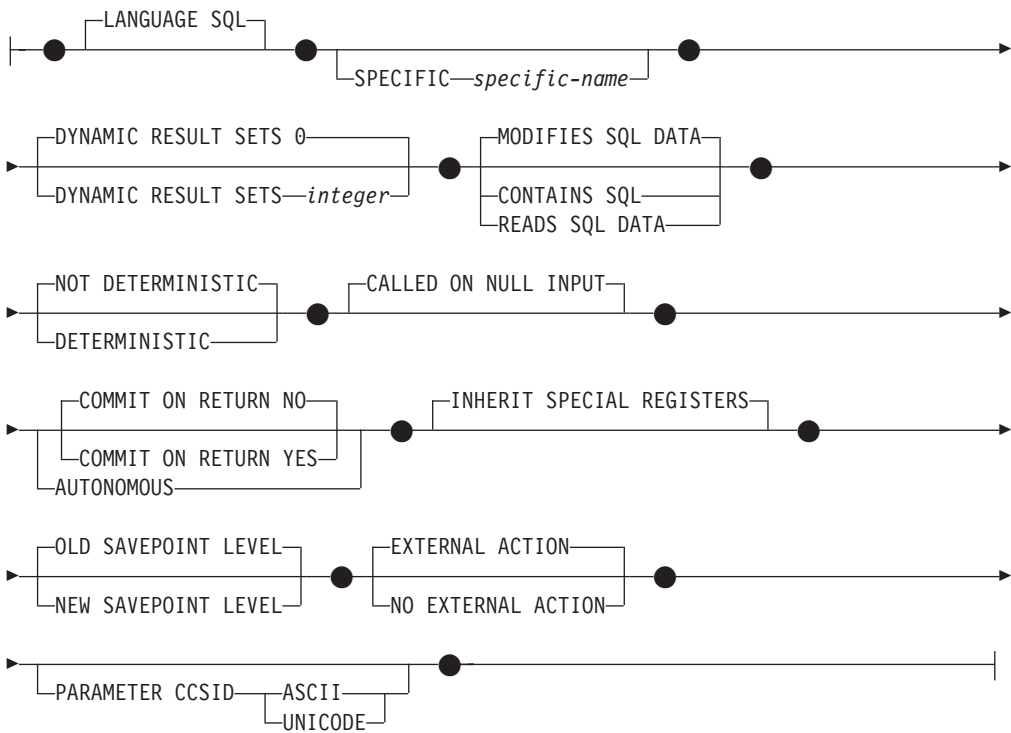 LANGUAGE SQL
SPECIFIC specific-name
DYNAMIC RESULT SETS 0
DYNAMIC RESULT SETS integer
MODIFIES SQL DATA
CONTAINS SQL
READS SQL DATA
NOT DETERMINISTIC
DETERMINISTIC
CALLED ON NULL INPUT
COMMIT ON RETURN NO
COMMIT ON RETURN YES
AUTONOMOUS
INHERIT SPECIAL REGISTERS
OLD SAVEPOINT LEVEL
NEW SAVEPOINT LEVEL
EXTERNAL ACTION
NO EXTERNAL ACTION
PARAMETER CCSID
ASCII
UNICODE